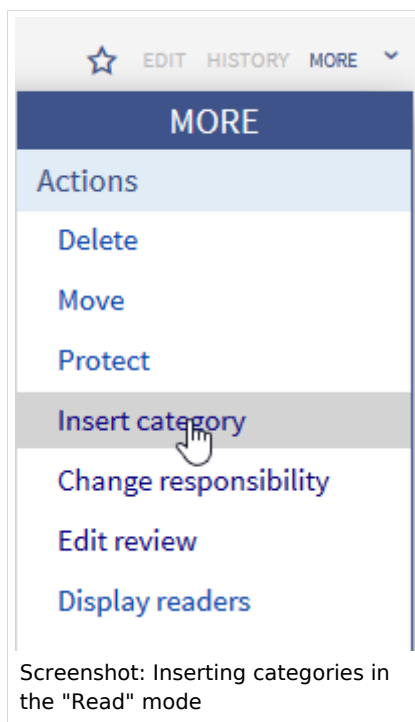 EDIT HISTORY MORE
MORE
Actions
Delete
Move
Protect
Insert category
Change responsibility
Edit review
Display readers
Screenshot: Inserting categories in
the "Read" mode